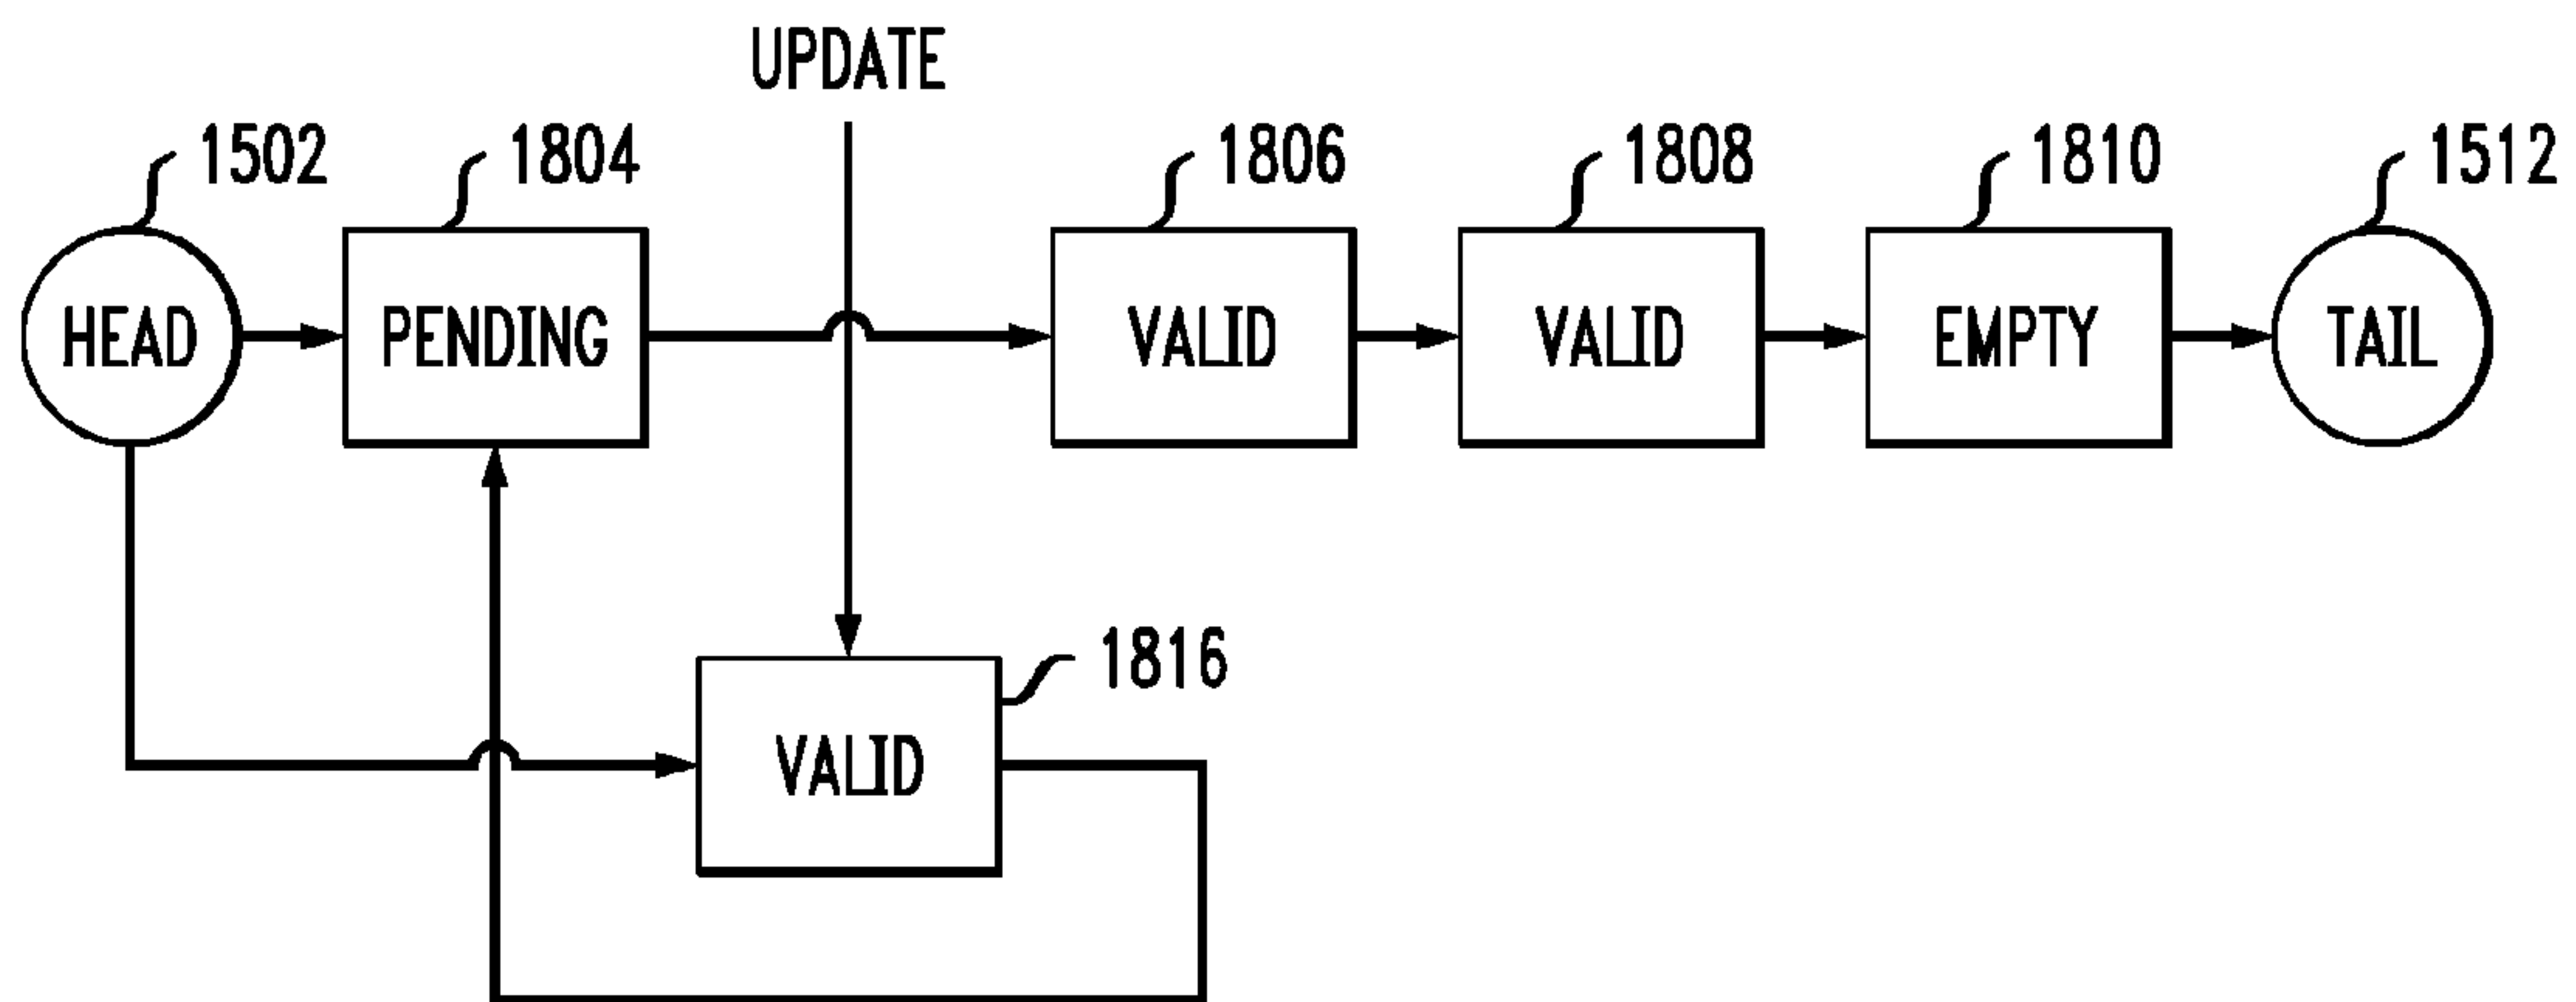 UPDATE
1502
1804
1806
1808
1810
1512
HEAD
PENDING
VALID
VALID
EMPTY
TAIL
1816
VALID